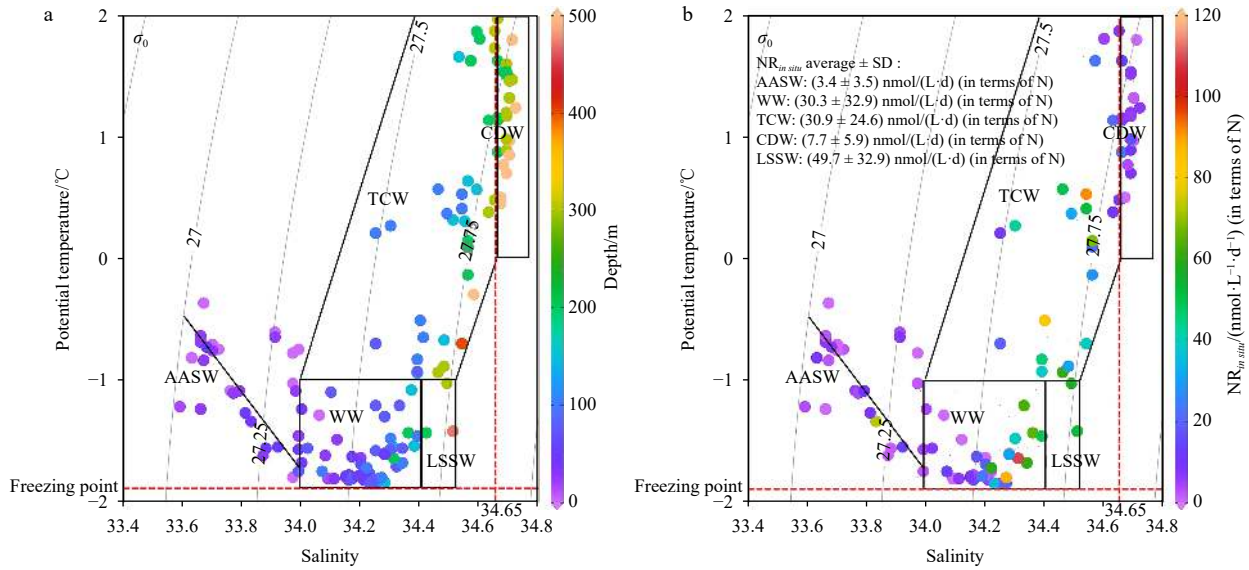 a
b
σ₀
σ₀
NR in situ average ± SD :
AASW: (3.4 ± 3.5) nmol/(L·d) (in terms of N)
WW: (30.3 ± 32.9) nmol/(L·d) (in terms of N)
TCW: (30.9 ± 24.6) nmol/(L·d) (in terms of N)
CDW: (7.7 ± 5.9) nmol/(L·d) (in terms of N)
LSSW: (49.7 ± 32.9) nmol/(L·d) (in terms of N)
2
1
0
−1
−2
Potential temperature/℃
Freezing point
33.4 33.6 33.8 34.0 34.2 34.4 34.6 34.8
34.65
Salinity
27
27.25
27.5
27.75
AASW
WW
TCW
CDW
LSSW
500
400
300
200
100
0
Depth/m
2
1
0
−1
−2
Potential temperature/℃
Freezing point
33.4 33.6 33.8 34.0 34.2 34.4 34.6 34.8
34.65
Salinity
27
27.25
27.5
27.75
AASW
WW
TCW
CDW
LSSW
120
100
80
60
40
20
0
NR in situ/(nmol·L⁻¹·d⁻¹) (in terms of N)